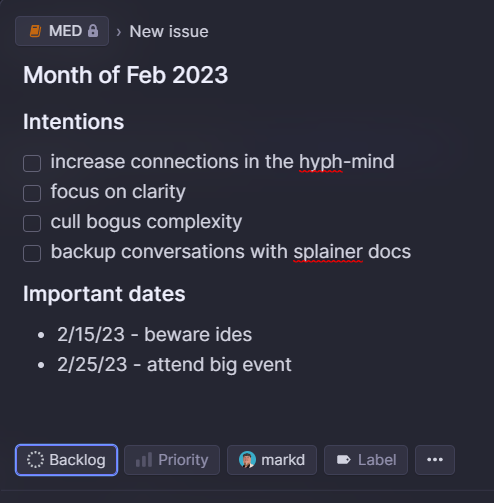 MED › New issue
Month of Feb 2023
Intentions
increase connections in the hyph-mind
focus on clarity
cull bogus complexity
backup conversations with splainer docs
Important dates
• 2/15/23 - beware ides
• 2/25/23 - attend big event
Backlog Priority markd Label ...